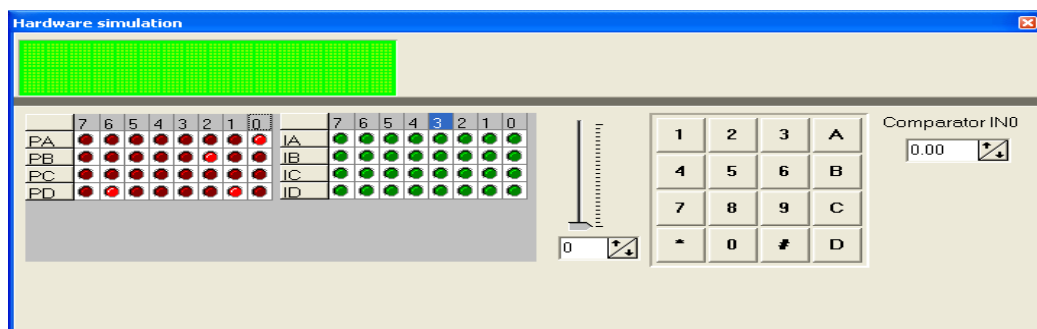 Hardware simulation
7 6 5 4 3 2 1 0
PA
PB
PC
PD
7 6 5 4 3 2 1 0
IA
IB
IC
ID
0
1 2 3 A
4 5 6 B
7 8 9 C
* 0 # D
Comparator IN0
0.00